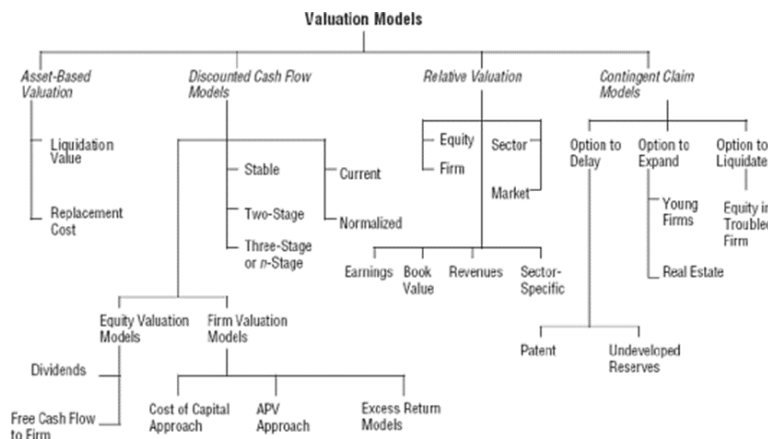 Valuation Models
Asset-Based
Valuation
Discounted Cash Flow
Models
Relative Valuation
Contingent Claim
Models
Liquidation
Value
Replacement
Cost
Stable
Two-Stage
Three-Stage
or n-Stage
Current
Normalized
Equity
Firm
Sector
Market
Option to
Delay
Option to
Expand
Option to
Liquidate
Young
Firms
Real Estate
Equity in
Troubled
Firm
Earnings
Book
Value
Revenues
Sector-
Specific
Equity Valuation
Models
Firm Valuation
Models
Patent
Undeveloped
Reserves
Dividends
Free Cash Flow
to Firm
Cost of Capital
Approach
APV
Approach
Excess Return
Models